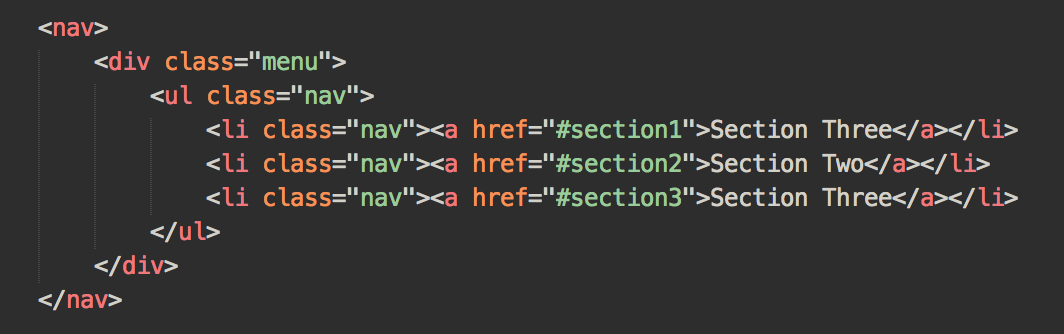 <nav>
    <div class="menu">
        <ul class="nav">
            <li class="nav"><a href="#section1">Section Three</a></li>
            <li class="nav"><a href="#section2">Section Two</a></li>
            <li class="nav"><a href="#section3">Section Three</a></li>
        </ul>
    </div>
</nav>